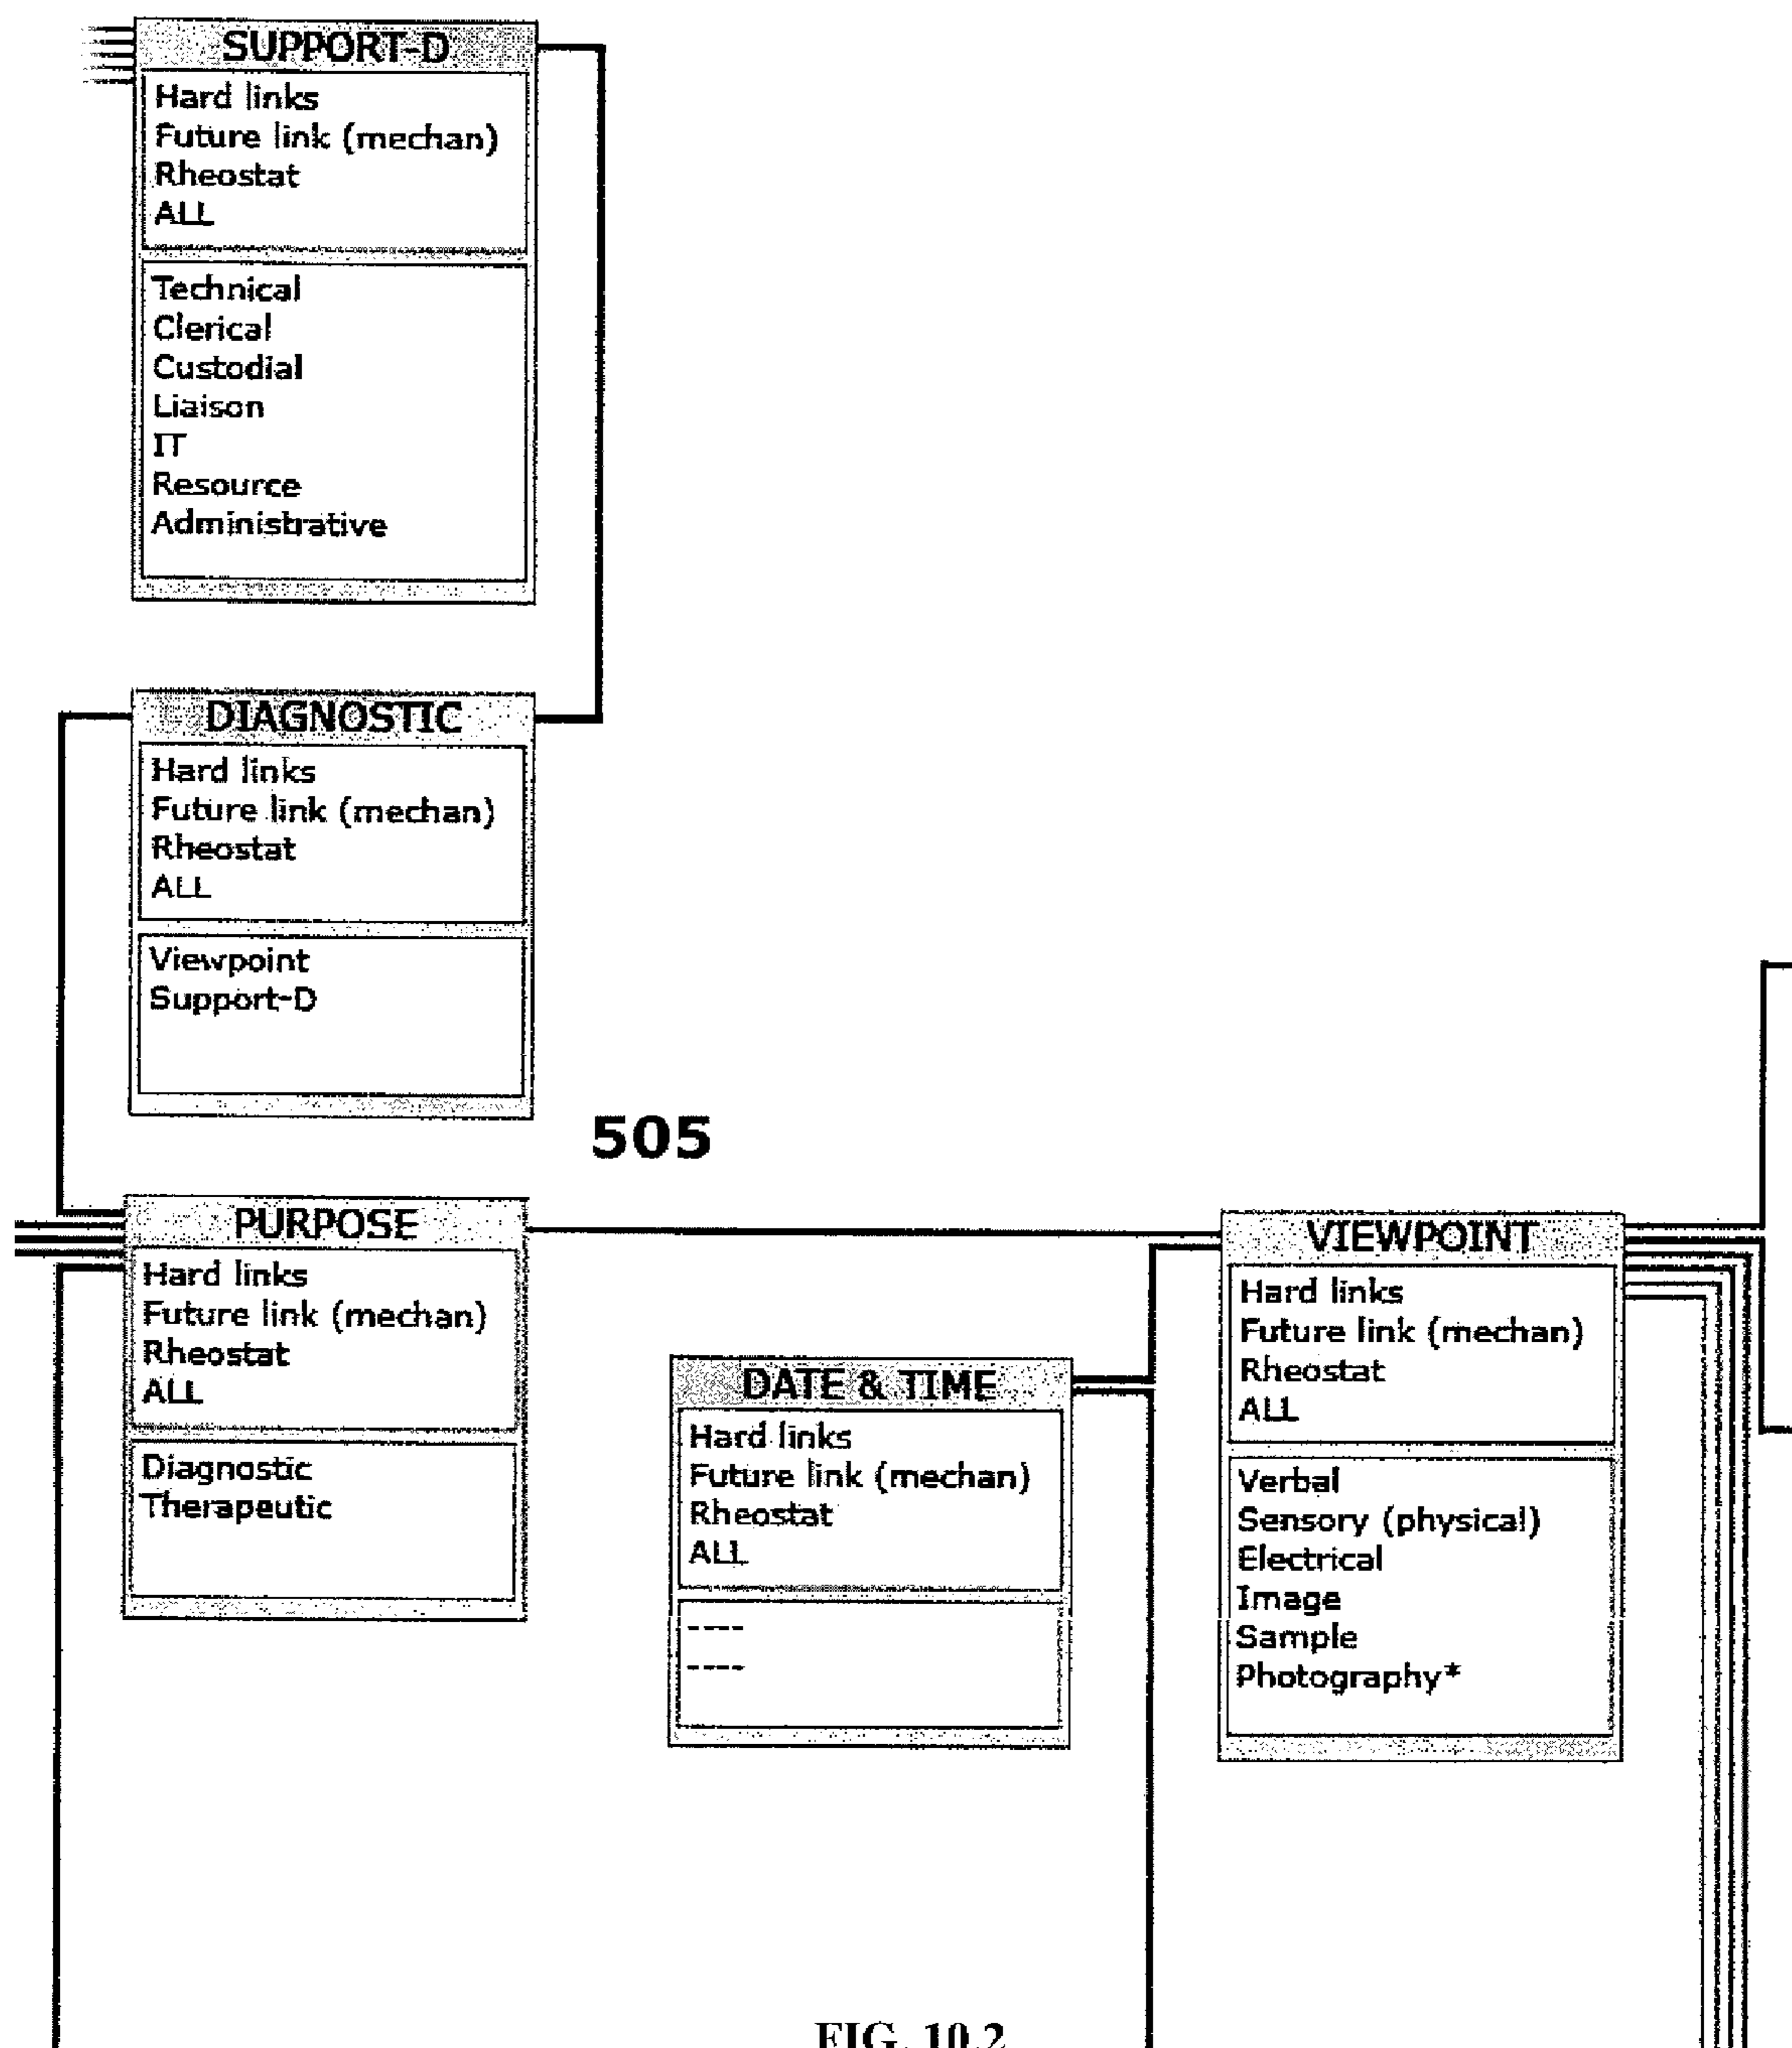 SUPPORT-D
Hard links
Future link (mechan)
Rheostat
ALL
Technical
Clerical
Custodial
Liaison
IT
Resource
Administrative
DIAGNOSTIC
Hard links
Future link (mechan)
Rheostat
ALL
Viewpoint
Support-D
505
PURPOSE
Hard links
Future link (mechan)
Rheostat
ALL
Diagnostic
Therapeutic
DATE & TIME
Hard links
Future link (mechan)
Rheostat
ALL
----
----
VIEWPOINT
Hard links
Future link (mechan)
Rheostat
ALL
Verbal
Sensory (physical)
Electrical
Image
Sample
Photography*
FIG. 10.2